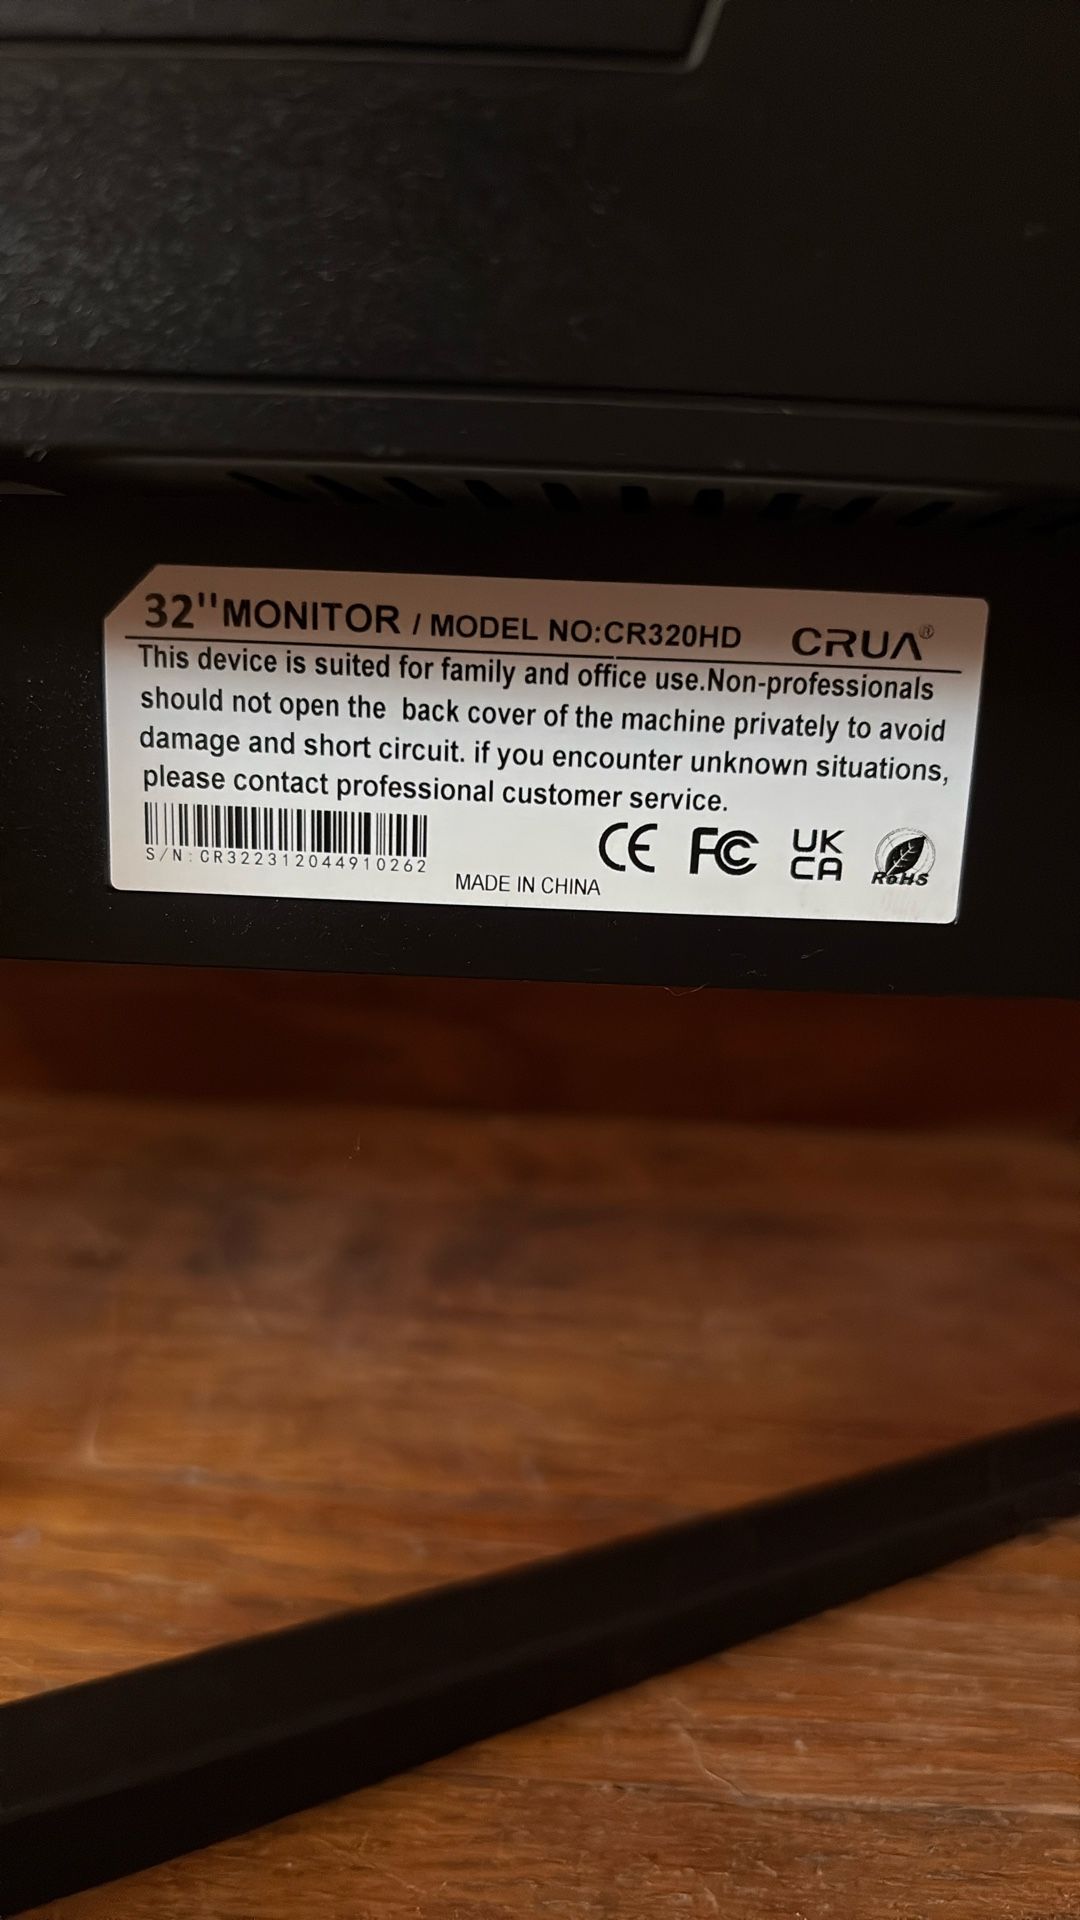 32"MONITOR / MODEL NO:CR320HD CRUA®
This device is suited for family and office use.Non-professionals
should not open the back cover of the machine privately to avoid
damage and short circuit. if you encounter unknown situations,
please contact professional customer service.
S/N:CR322312044910262
MADE IN CHINA
CE FC UK CA RoHS